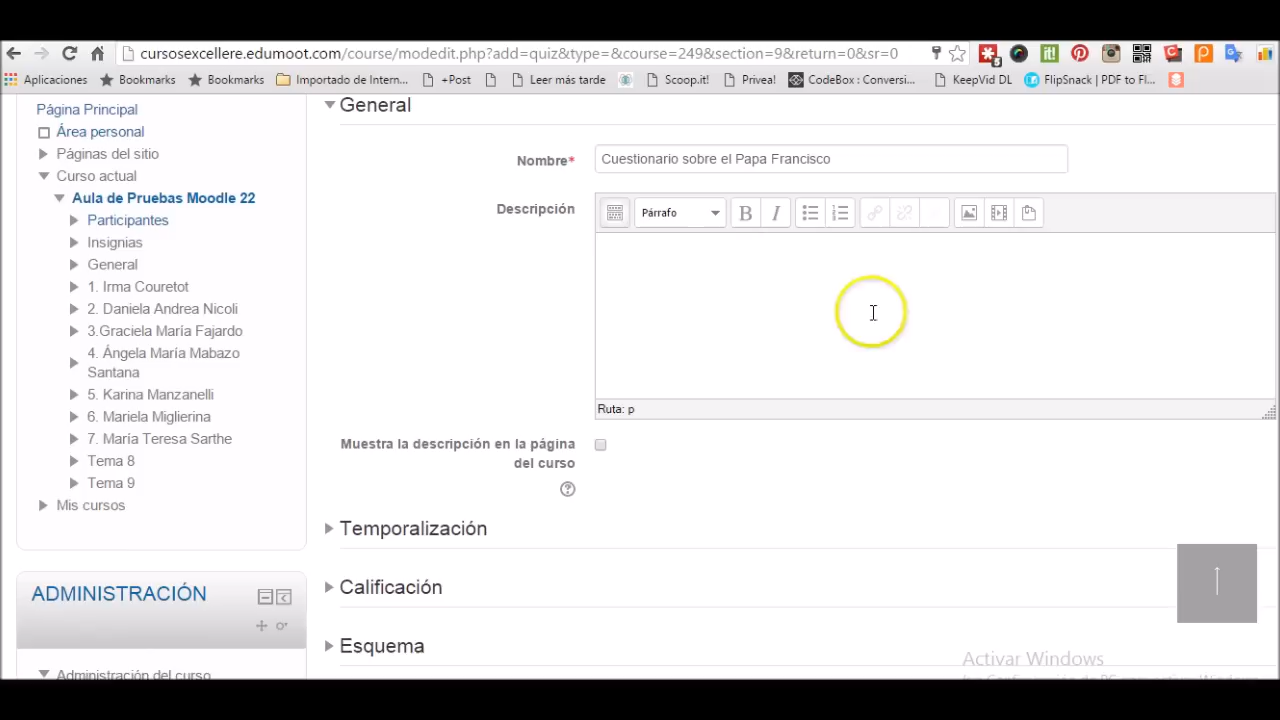 cursosexcellere.edumoot.com/course/modedit.php?add=quiz&type=&course=249&section=9&return=0&sr=0
Aplicaciones Bookmarks Bookmarks Importado de Intern... +Post Leer más tarde Scoop.it! Privea! CodeBox : Conversi... KeepVid DL FlipSnack | PDF to Fl...
Página Principal
Área personal
Páginas del sitio
Curso actual
Aula de Pruebas Moodle 22
Participantes
Insignias
General
1. Irma Couretot
2. Daniela Andrea Nicoli
3.Graciela María Fajardo
4. Ángela María Mabazo
Santana
5. Karina Manzanelli
6. Mariela Miglierina
7. María Teresa Sarthe
Tema 8
Tema 9
Mis cursos
ADMINISTRACIÓN
Administración del curso
General
Nombre* Cuestionario sobre el Papa Francisco
Descripción Párrafo B I
Ruta: p
Muestra la descripción en la página
del curso
Temporalización
Calificación
Esquema
Activar Windows